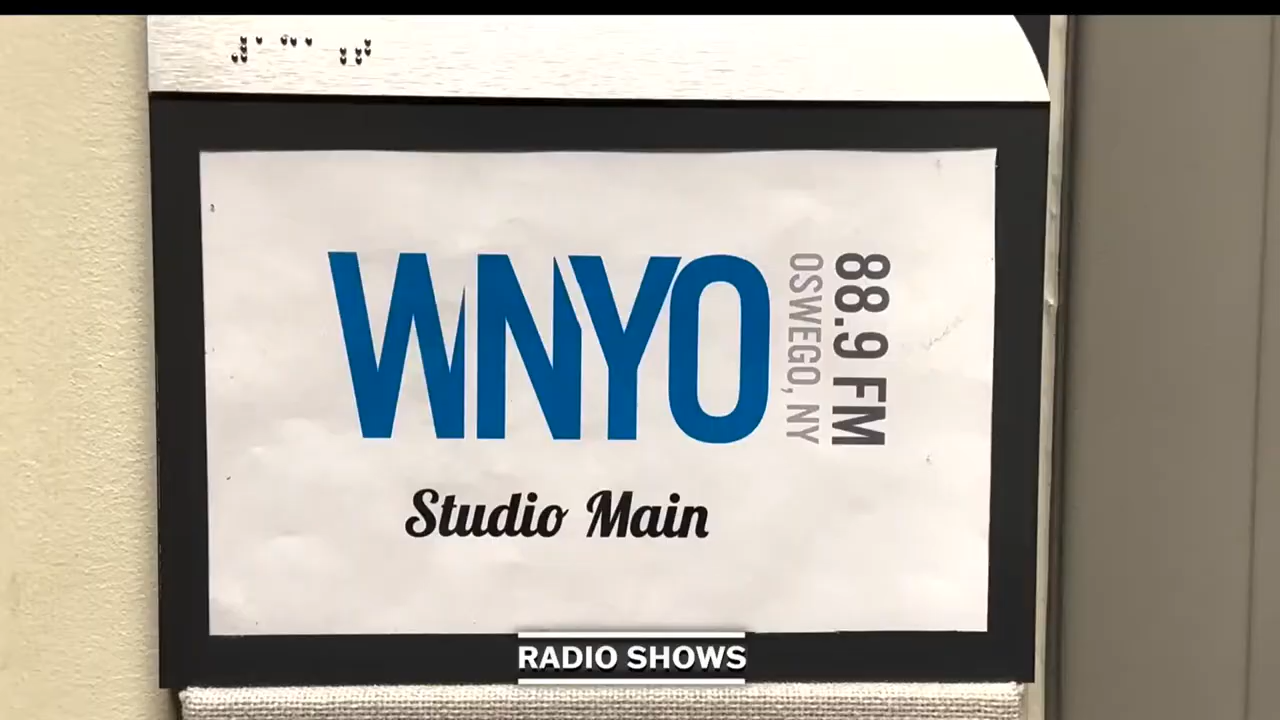 WNYO
OSWEGO, NY
88.9 FM
Studio Main
RADIO SHOWS